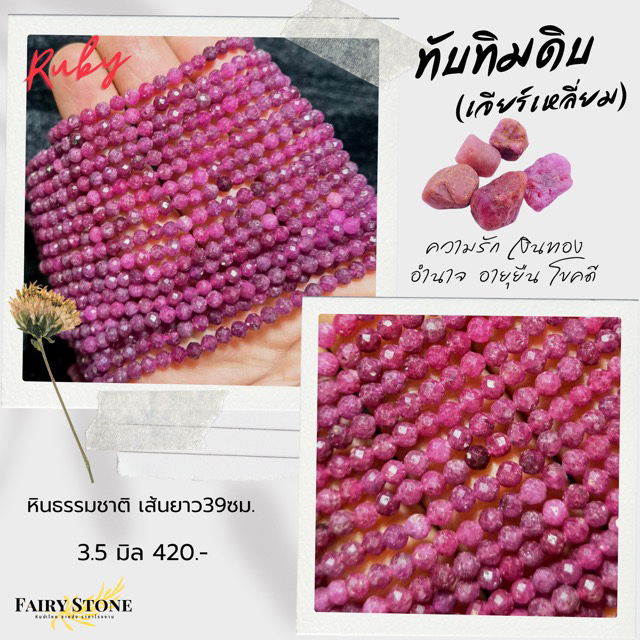 Ruby
ทับทิมดิบ
(เจียร์เหลี่ยม)
ความรัก เงินทอง
อำนาจ อายุยืน โชคดี
หินธรรมชาติ เส้นยาว39ซม.
3.5 มิล 420.-
FAIRY STONE